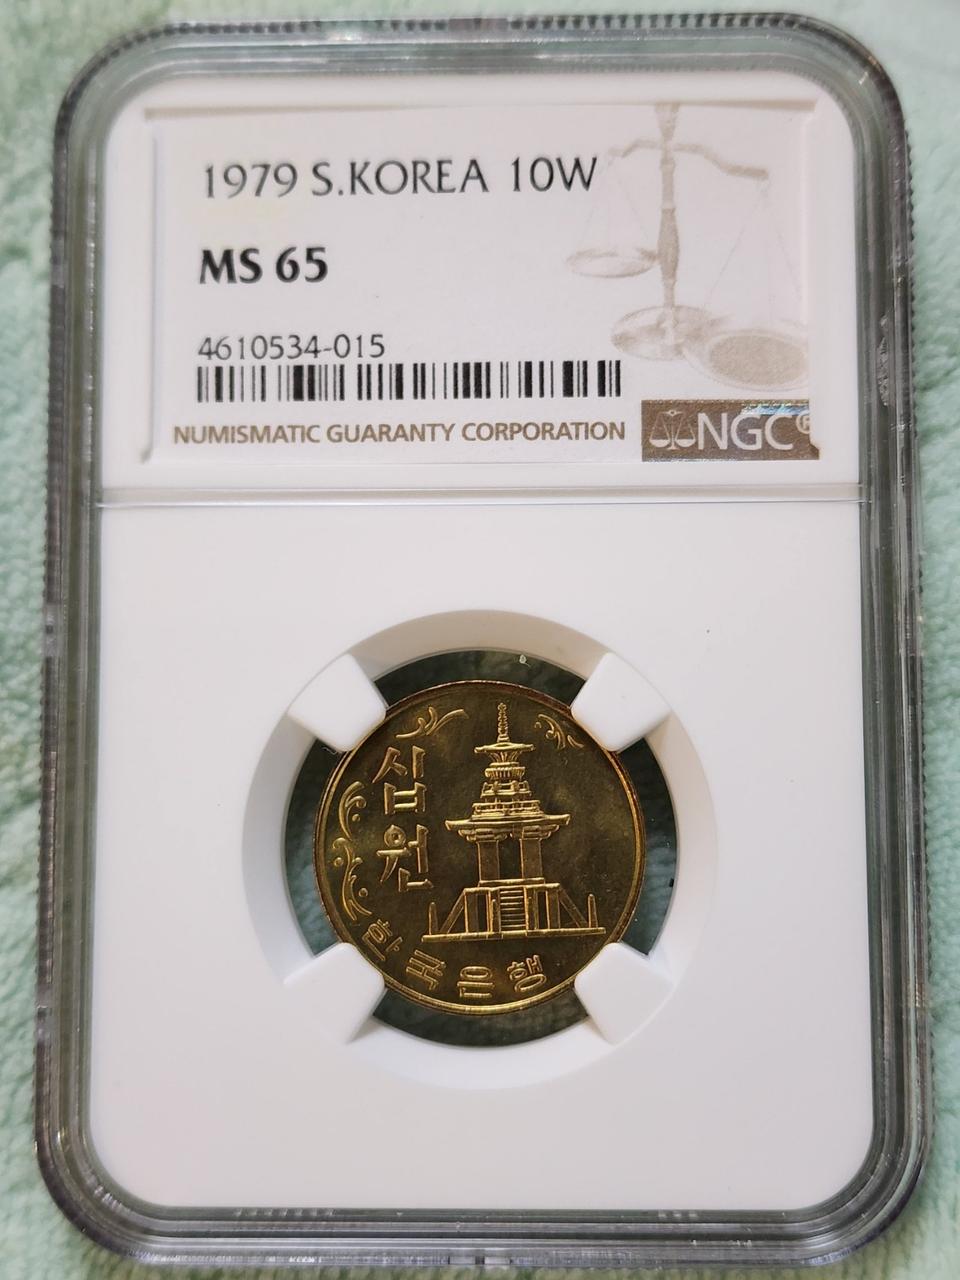 1979 S.KOREA 10W
MS 65
4610534-015
NUMISMATIC GUARANTY CORPORATION
NGC®
십
원
한국은행